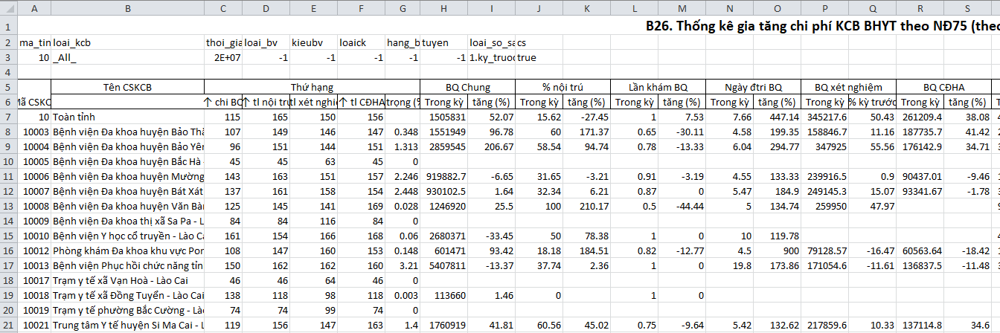 A B C D E F G H I J K L M N O P Q R S
1 B26. Thống kê gia tăng chi phí KCB BHYT theo NĐ75
2 ma_tin loai_kcb thoi_gia loai_bv kieubv loaick hang_b tuyen loai_so_sa cs
3 10 _All_ 2E+07 -1 -1 -1 -1 -1 1.ky_truoc true
4
5 Tên CSKCB Thứ hạng BQ Chung % nội trú Lần khám BQ Ngày đtri BQ BQ xét nghiệm BQ CĐHA
6 Mã CSKC ↑ chi BQ ↑ tl nội trú tl xét nghiệ ↑ tl CĐHA trọng (% Trong kỳ tăng (%) Trong kỳ tăng (%) Trong kỳ tăng (%) Trong kỳ tăng (%) Trong kỳ % kỳ trước Trong kỳ tăng (%)
7 10 Toàn tỉnh 115 165 150 156 1505831 52.07 15.62 -27.45 1 7.53 7.66 447.14 345217.6 50.43 261209.4 38.08
8 10003 Bệnh viện Đa khoa huyện Bảo Thắ 107 149 146 147 0.348 1551949 96.78 60 171.37 0.65 -30.11 4.58 199.35 158846.7 11.16 187735.7 41.42
9 10004 Bệnh viện Đa khoa huyện Bảo Yên 96 151 144 151 1.313 2859545 206.67 58.54 94.74 0.78 -13.33 6.04 294.77 347925 55.56 176142.9 34.71
10 10005 Bệnh viện Đa khoa huyện Bắc Hà 45 45 63 45 0
11 10006 Bệnh viện Đa khoa huyện Mường 143 163 151 157 2.246 919882.7 -6.65 31.65 -3.21 0.91 -3.19 4.55 133.33 239916.5 0.9 90437.01 -9.46
12 10007 Bệnh viện Đa khoa huyện Bát Xát 137 161 158 154 2.448 930102.5 1.64 32.34 6.21 0.87 0 5.47 184.9 249145.3 15.07 93341.67 -1.78
13 10008 Bệnh viện Đa khoa huyện Văn Bàn 125 145 141 169 0.028 1246920 25.5 100 210.17 0.5 -44.44 5 134.74 259950 47.97
14 10009 Bệnh viện Đa khoa thị xã Sa Pa - L 84 84 116 84 0
15 10010 Bệnh viện Y học cổ truyền - Lào Ca 161 154 166 168 0.06 2680371 -33.45 50 78.38 1 0 10 119.78
16 10012 Phòng khám Đa khoa khu vực Pon 108 147 160 153 0.148 601471 93.42 18.18 184.51 0.82 -12.77 4.5 900 79128.57 -16.47 60563.64 -18.42
17 10013 Bệnh viện Phục hồi chức năng tỉn 150 162 162 160 3.21 5407811 -13.37 37.74 2.36 1 0 19.8 173.86 171054.6 -11.61 136837.5 -11.48
18 10017 Trạm y tế xã Vạn Hoà - Lào Cai 46 46 64 46 0
19 10018 Trạm y tế xã Đồng Tuyển - Lào Cai 138 118 98 118 0.003 113660 1.46 0 1 0
20 10019 Trạm y tế phường Bắc Cường - Lào 74 74 99 74 0
21 10021 Trung tâm Y tế huyện Si Ma Cai - L 119 156 147 163 1.4 1760919 41.81 60.56 45.02 0.75 -9.64 5.42 132.62 217859.6 10.33 137114.8 34.6